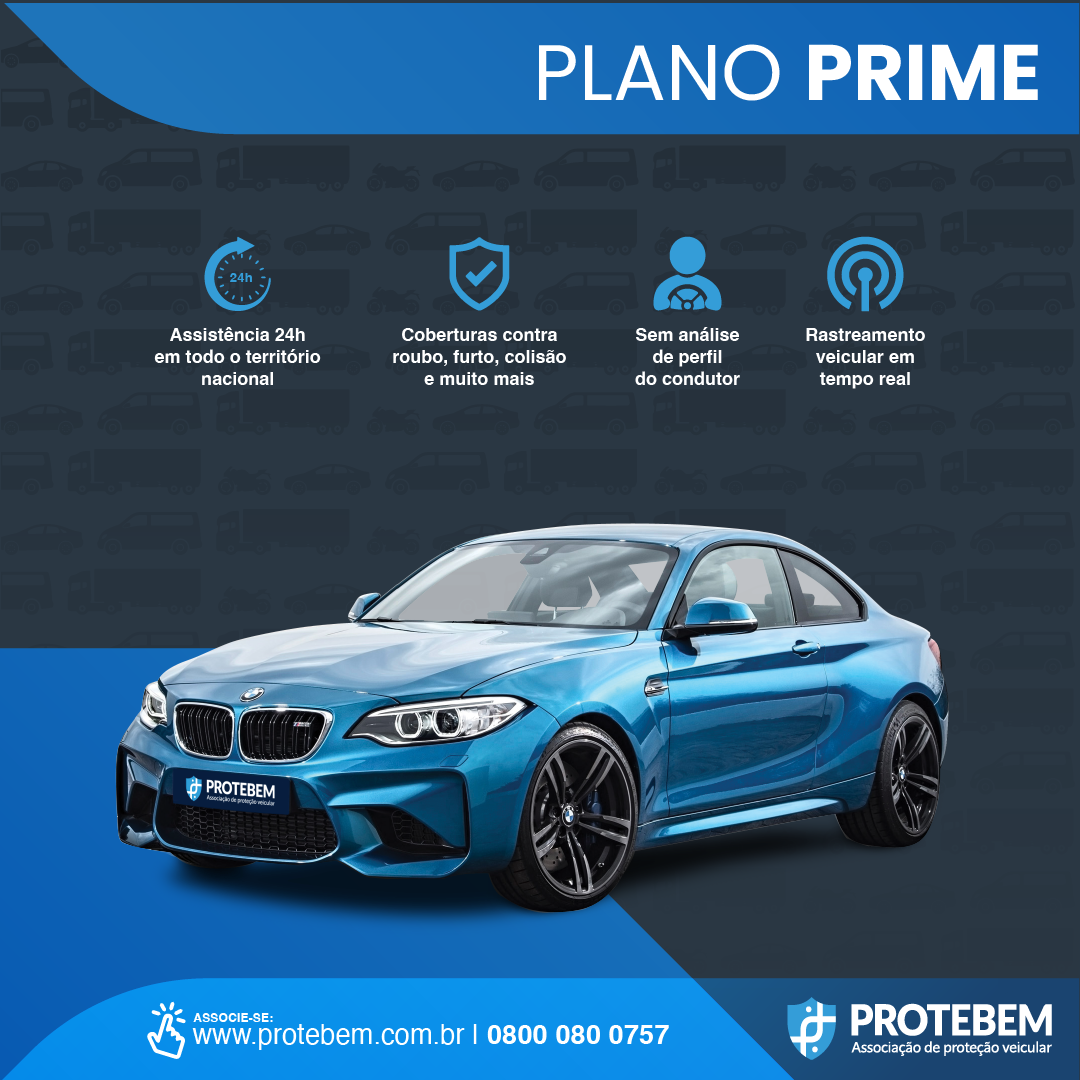 PLANO PRIME
24h
Assistência 24h
em todo o território
nacional
Coberturas contra
roubo, furto, colisão
e muito mais
Sem análise
de perfil
do condutor
Rastreamento
veicular em
tempo real
PROTEBEM
Associação de proteção veicular
ASSOCIE-SE:
www.protebem.com.br | 0800 080 0757
PROTEBEM
Associação de proteção veicular